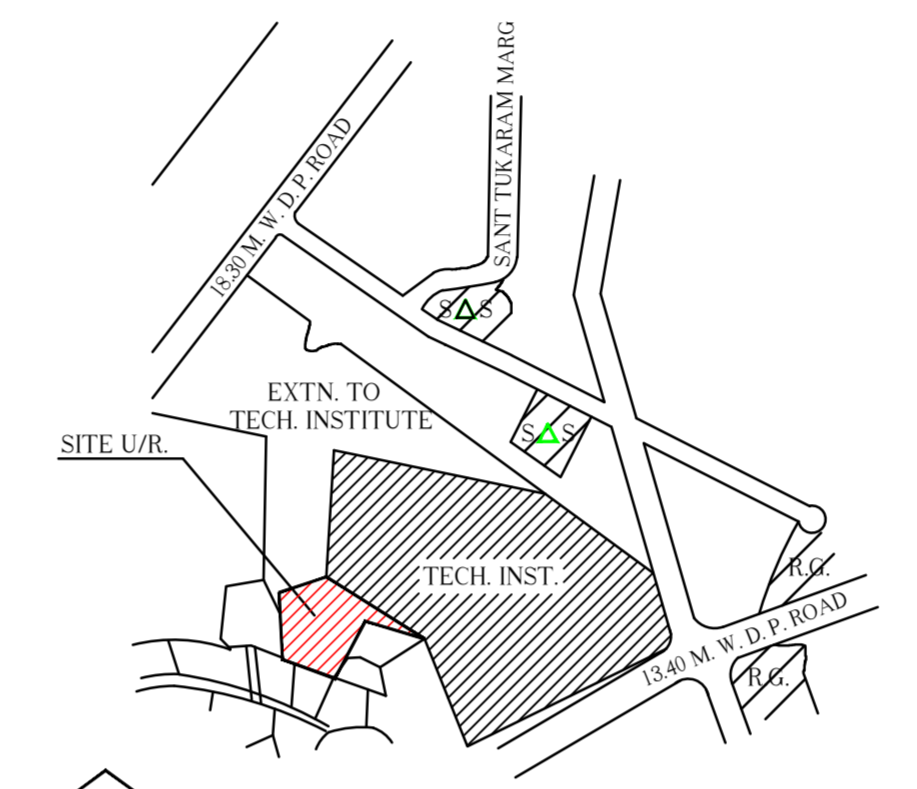 SANT TUKARAM MARG
18.30 M. W. D. P. ROAD
S S
EXTN. TO
TECH. INSTITUTE
S S
SITE U/R.
TECH. INST.
R.G.
13.40 M. W. D. P. ROAD
R.G.